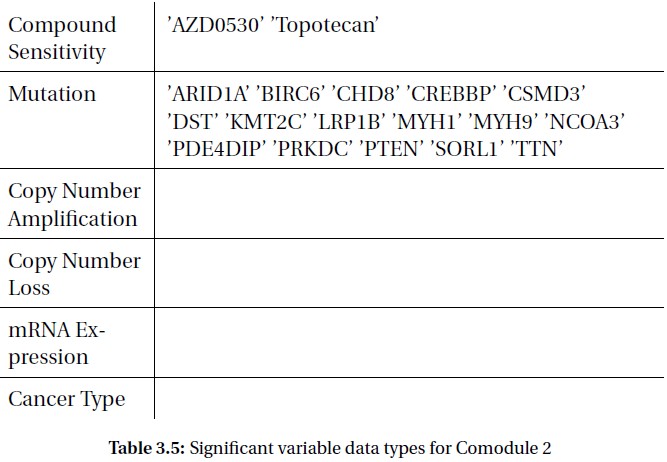 Compound
Sensitivity
’AZD0530’ ’Topotecan’
Mutation
’ARID1A’ ’BIRC6’ ’CHD8’ ’CREBBP’ ’CSMD3’
’DST’ ’KMT2C’ ’LRP1B’ ’MYH1’ ’MYH9’ ’NCOA3’
’PDE4DIP’ ’PRKDC’ ’PTEN’ ’SORL1’ ’TTN’
Copy Number
Amplification
Copy Number
Loss
mRNA Ex-
pression
Cancer Type
Table 3.5: Significant variable data types for Comodule 2